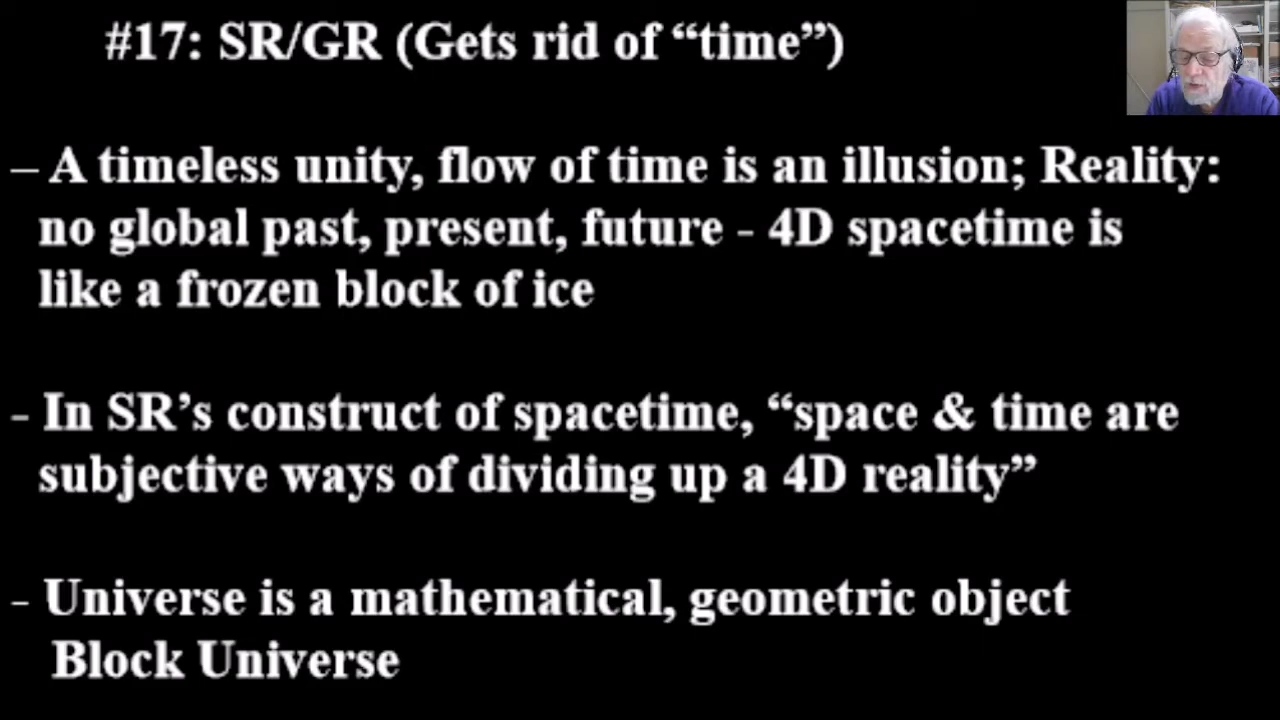 #17: SR/GR (Gets rid of “time”)
– A timeless unity, flow of time is an illusion; Reality:
no global past, present, future - 4D spacetime is
like a frozen block of ice
- In SR’s construct of spacetime, “space & time are
subjective ways of dividing up a 4D reality”
- Universe is a mathematical, geometric object
Block Universe